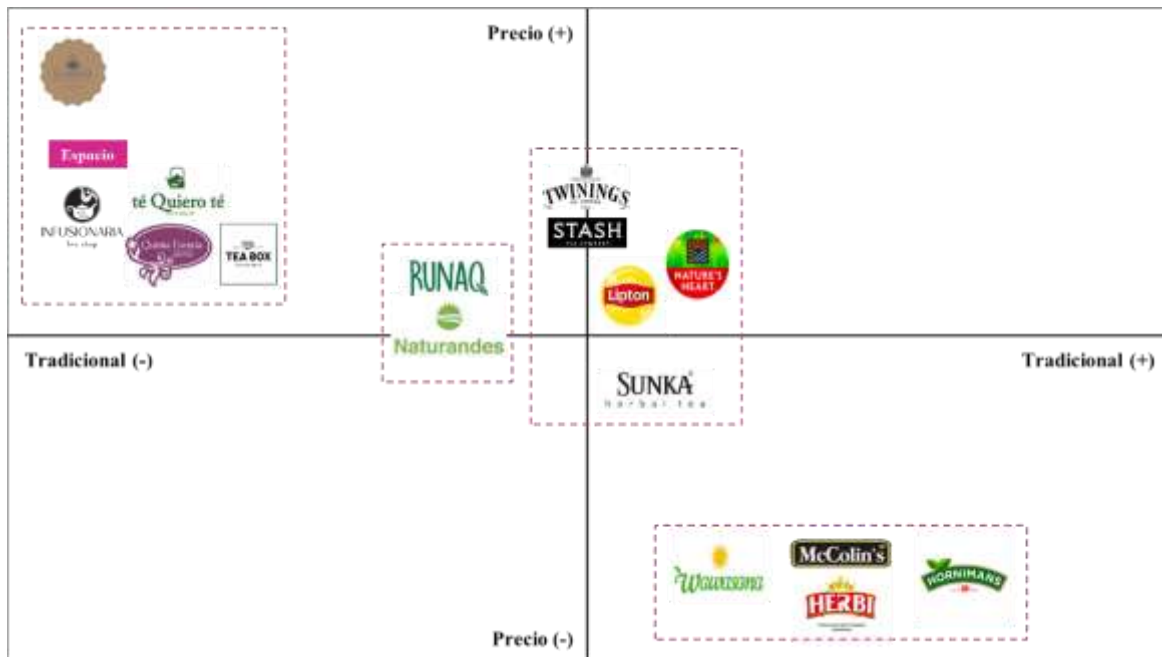 Precio (+)
Espacio
INFUSIONARIA
té Quiero té
TEA BOX
TWININGS
STASH
Lipton
NATURE'S
HEART
RUNAQ
Naturandes
Tradicional (-)
Tradicional (+)
SUNKA
herbal tea
Wawasana
McColin's
HERBI
HORNIMANS
Precio (-)